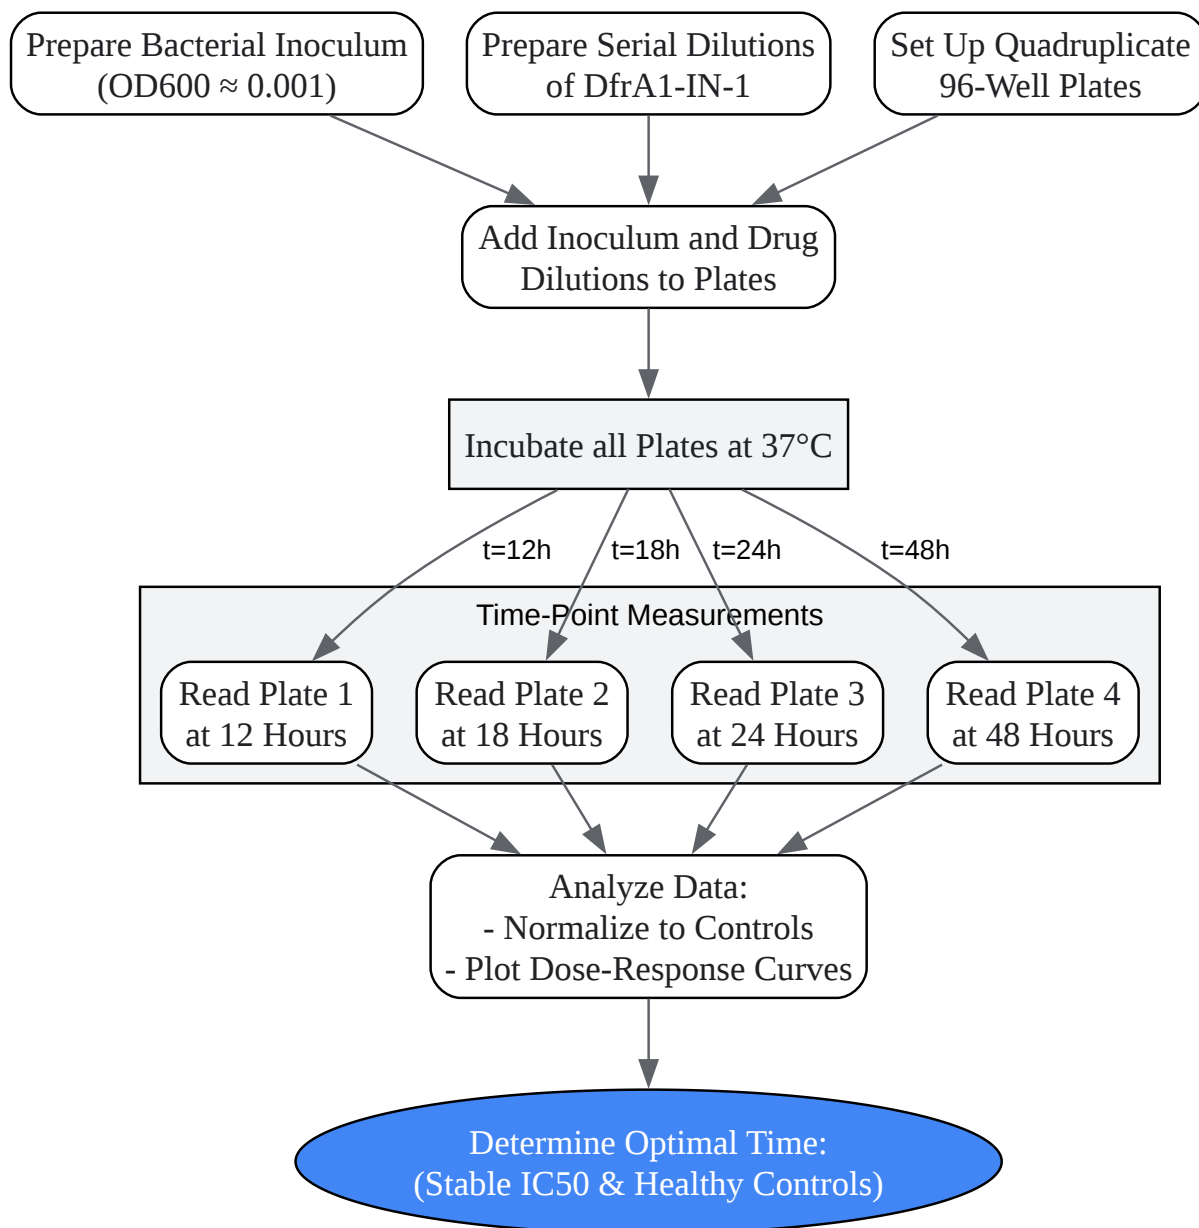 Prepare Bacterial Inoculum
(OD600 ≈ 0.001)
Prepare Serial Dilutions
of DfrA1-IN-1
Set Up Quadruplicate
96-Well Plates
Add Inoculum and Drug
Dilutions to Plates
Incubate all Plates at 37°C
t=12h
t=18h
t=24h
t=48h
Time-Point Measurements
Read Plate 1
at 12 Hours
Read Plate 2
at 18 Hours
Read Plate 3
at 24 Hours
Read Plate 4
at 48 Hours
Analyze Data:
- Normalize to Controls
- Plot Dose-Response Curves
Determine Optimal Time:
(Stable IC50 & Healthy Controls)